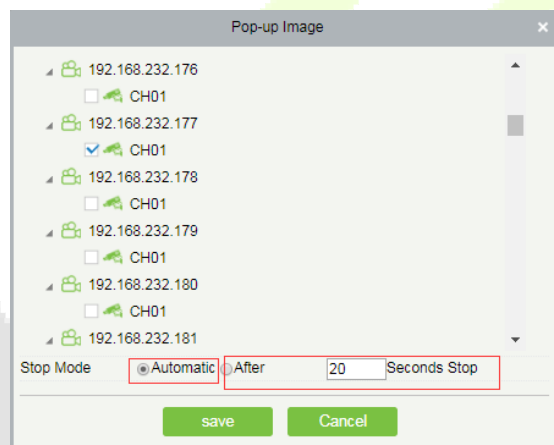 Pop-up Image
192.168.232.176
CH01
192.168.232.177
CH01
192.168.232.178
CH01
192.168.232.179
CH01
192.168.232.180
CH01
192.168.232.181
Stop Mode Automatic After 20 Seconds Stop
save Cancel